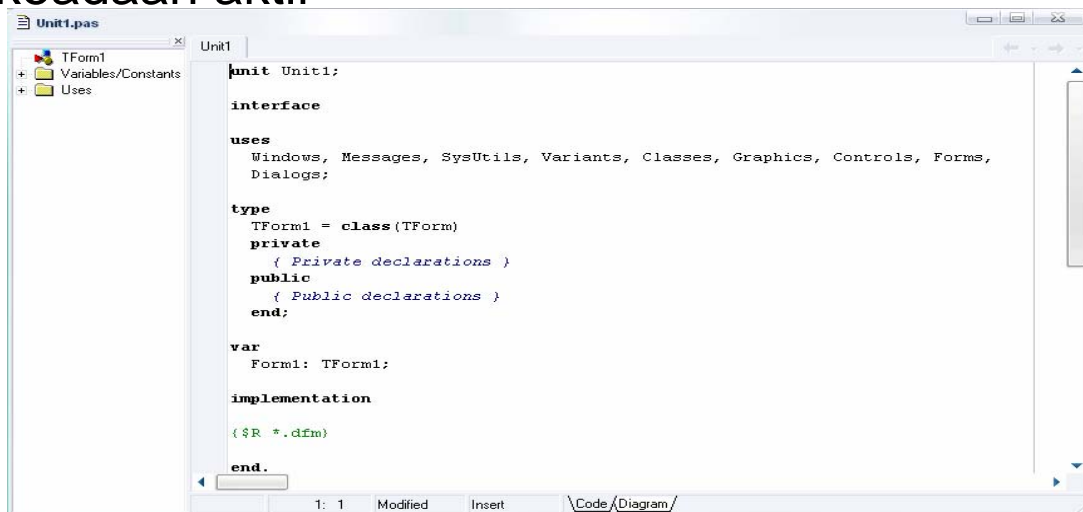 keadaan aktif
Unit1.pas
TForm1
Variables/Constants
Uses
Unit1
unit Unit1;
interface
uses
Windows, Messages, SysUtils, Variants, Classes, Graphics, Controls, Forms,
Dialogs;
type
TForm1 = class(TForm)
private
{ Private declarations }
public
{ Public declarations }
end;
var
Form1: TForm1;
implementation
{$R *.dfm}
end.
1: 1 Modified Insert \Code/Diagram/